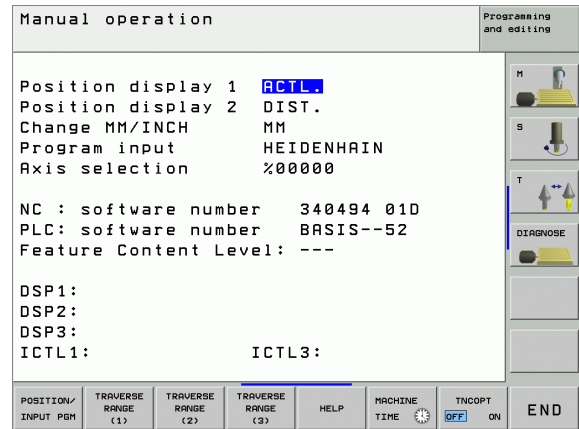 Manual operation
Programming
and editing
Position display 1 ACTL.
Position display 2 DIST.
Change MM/INCH MM
Program input HEIDENHAIN
Axis selection %00000
NC : software number 340494 01D
PLC: software number BASIS--52
Feature Content Level: ---
DSP1:
DSP2:
DSP3:
ICTL1: ICTL3:
M
S
T
DIAGNOSE
POSITION/
INPUT PGM
TRAVERSE
RANGE
(1)
TRAVERSE
RANGE
(2)
TRAVERSE
RANGE
(3)
HELP
MACHINE
TIME
TNCOPT
OFF ON
END